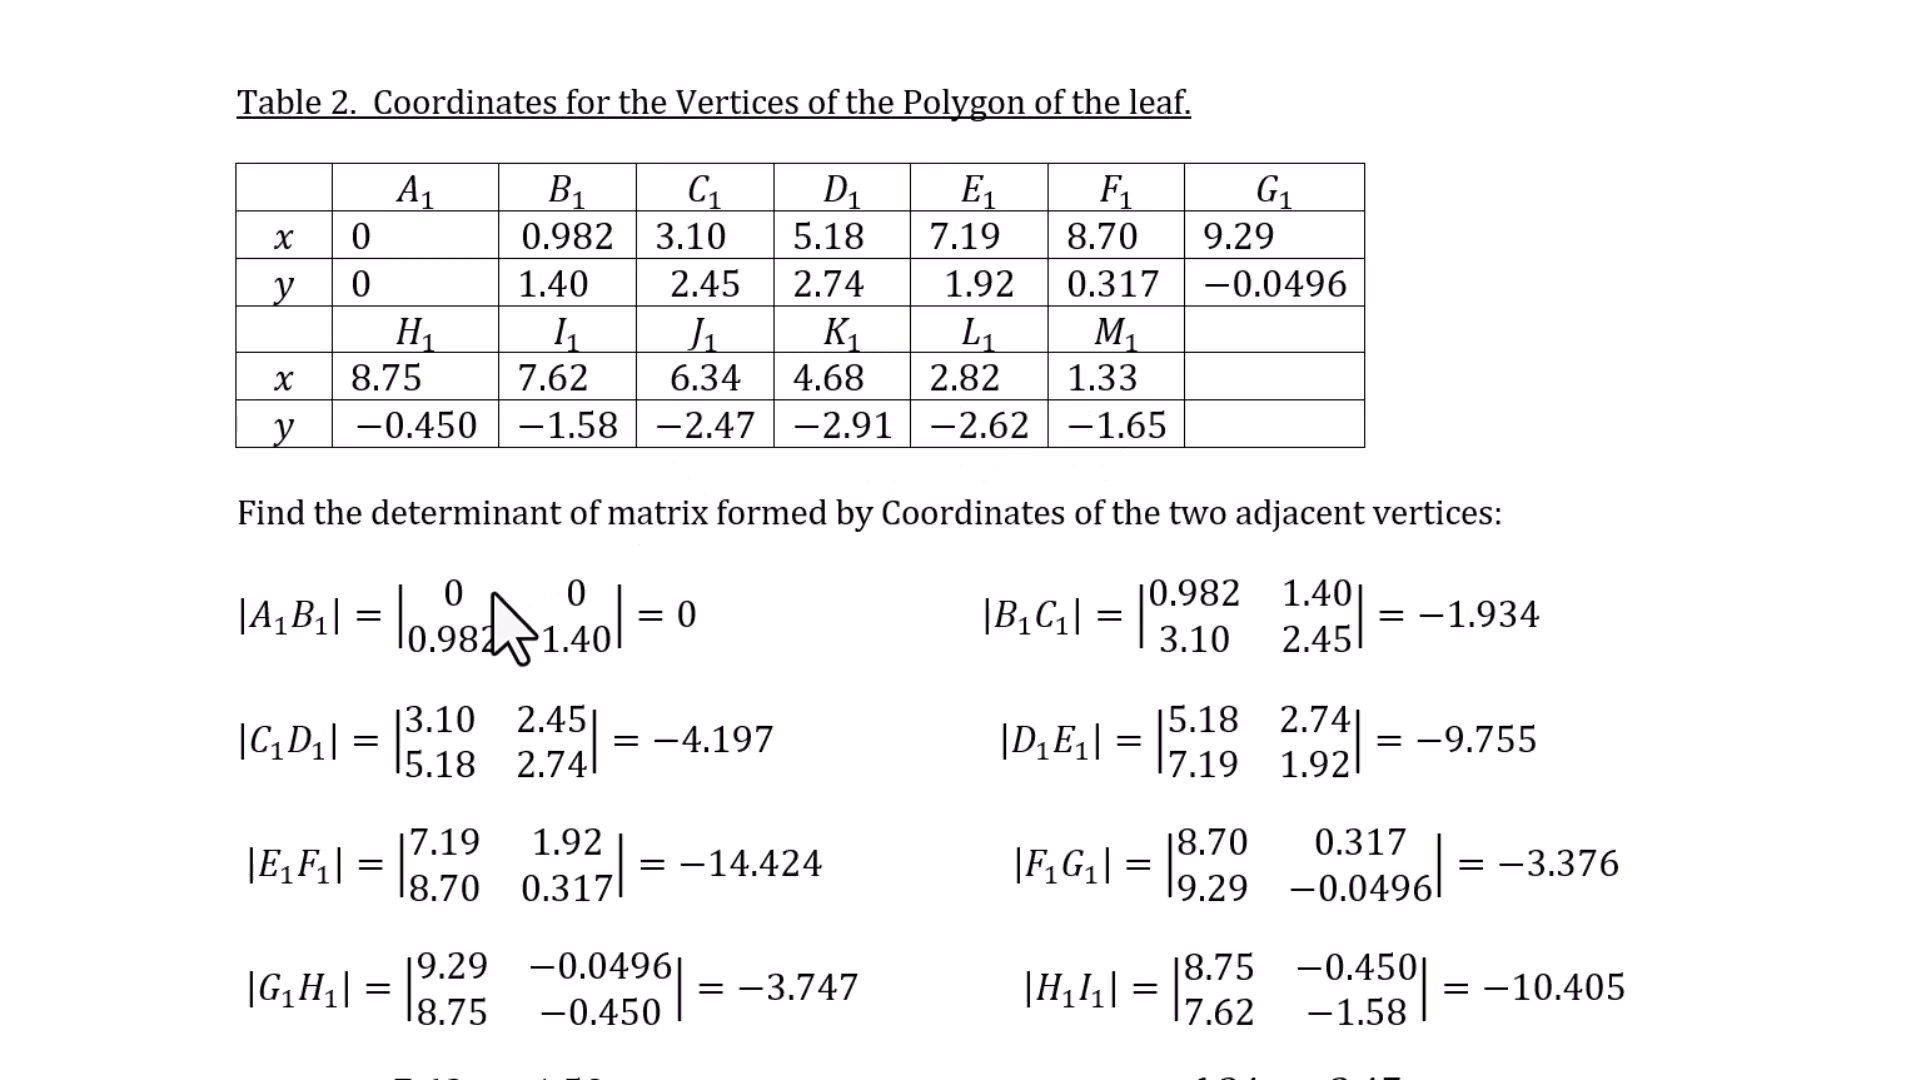 Table 2. Coordinates for the Vertices of the Polygon of the leaf.
A₁ B₁ C₁ D₁ E₁ F₁ G₁
x 0 0.982 3.10 5.18 7.19 8.70 9.29
y 0 1.40 2.45 2.74 1.92 0.317 −0.0496
H₁ I₁ J₁ K₁ L₁ M₁
x 8.75 7.62 6.34 4.68 2.82 1.33
y −0.450 −1.58 −2.47 −2.91 −2.62 −1.65
Find the determinant of matrix formed by Coordinates of the two adjacent vertices:
|A₁B₁| = |0 0; 0.982 1.40| = 0
|B₁C₁| = |0.982 1.40; 3.10 2.45| = −1.934
|C₁D₁| = |3.10 2.45; 5.18 2.74| = −4.197
|D₁E₁| = |5.18 2.74; 7.19 1.92| = −9.755
|E₁F₁| = |7.19 1.92; 8.70 0.317| = −14.424
|F₁G₁| = |8.70 0.317; 9.29 −0.0496| = −3.376
|G₁H₁| = |9.29 −0.0496; 8.75 −0.450| = −3.747
|H₁I₁| = |8.75 −0.450; 7.62 −1.58| = −10.405